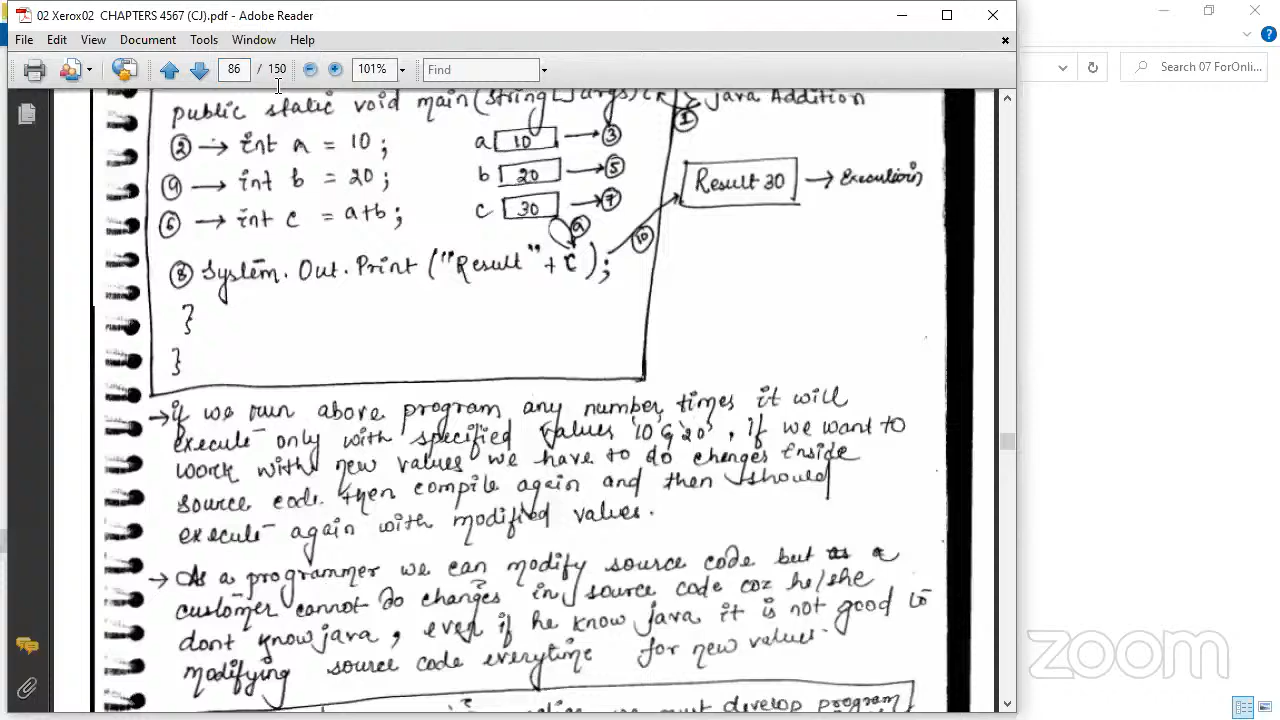 02 Xerox02 CHAPTERS 4567 (CJ).pdf - Adobe Reader
File Edit View Document Tools Window Help
86 / 150 101% Find
Search 07 ForOnli...
public static void main(String[] args) { Java Addition
1
2 → int a = 10 ; a 10 → 3
4 → int b = 20 ; b 20 → 5
6 → int c = a+b ; c 30 → 7
Result 30 → Execution
9
10
8 System. Out. Print ("Result" + C);
}
}
→ if we run above program any number times it will
execute only with specified values '10 & 20', if we want to
work with new values we have to do changes inside
source code then compile again and then should
execute again with modified values.
→ As a programmer we can modify source code but as a
customer cannot do changes in source code coz he/she
dont know java, even if he know java it is not good to
modifying source code everytime for new values.
must develop program
zoom